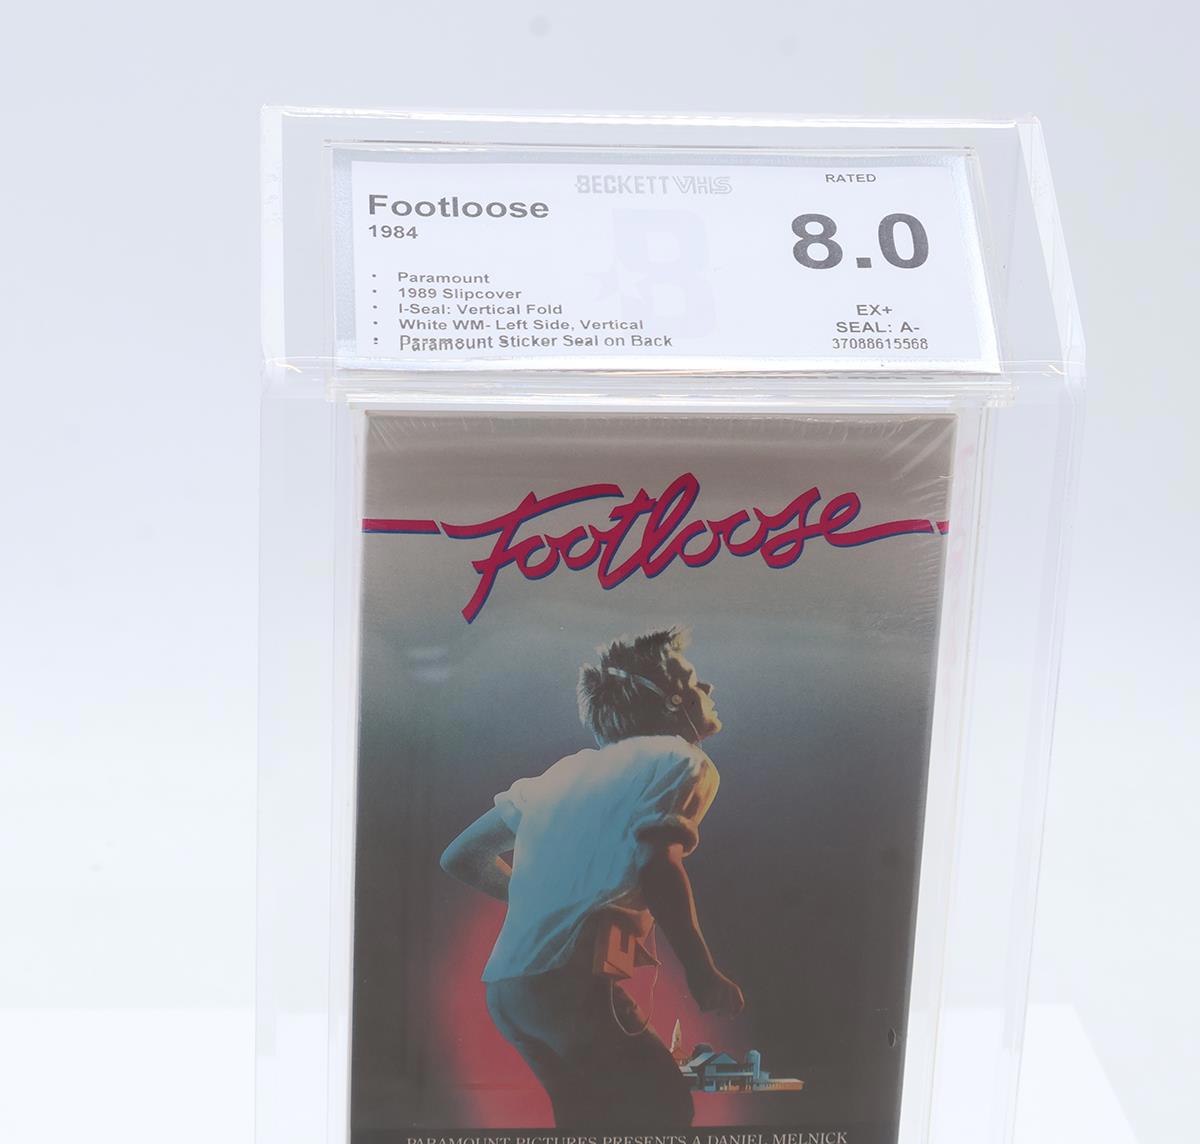 BECKETT VHS
RATED
Footloose
1984
8.0
• Paramount
• 1989 Slipcover
• I-Seal: Vertical Fold
• White WM- Left Side, Vertical
• Paramount Sticker Seal on Back
EX+
SEAL: A-
37088615568
B
Footloose
PARAMOUNT PICTURES PRESENTS A DANIEL MELNICK